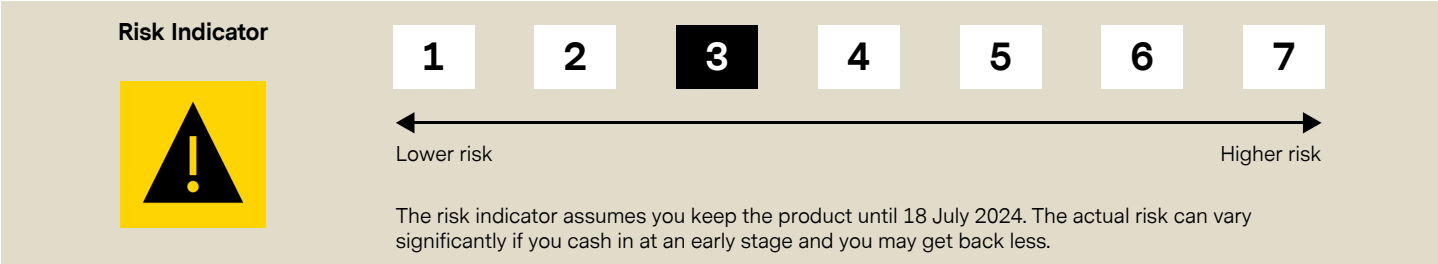 Risk Indicator
1 2 3 4 5 6 7
!
Lower risk Higher risk
The risk indicator assumes you keep the product until 18 July 2024. The actual risk can vary
significantly if you cash in at an early stage and you may get back less.